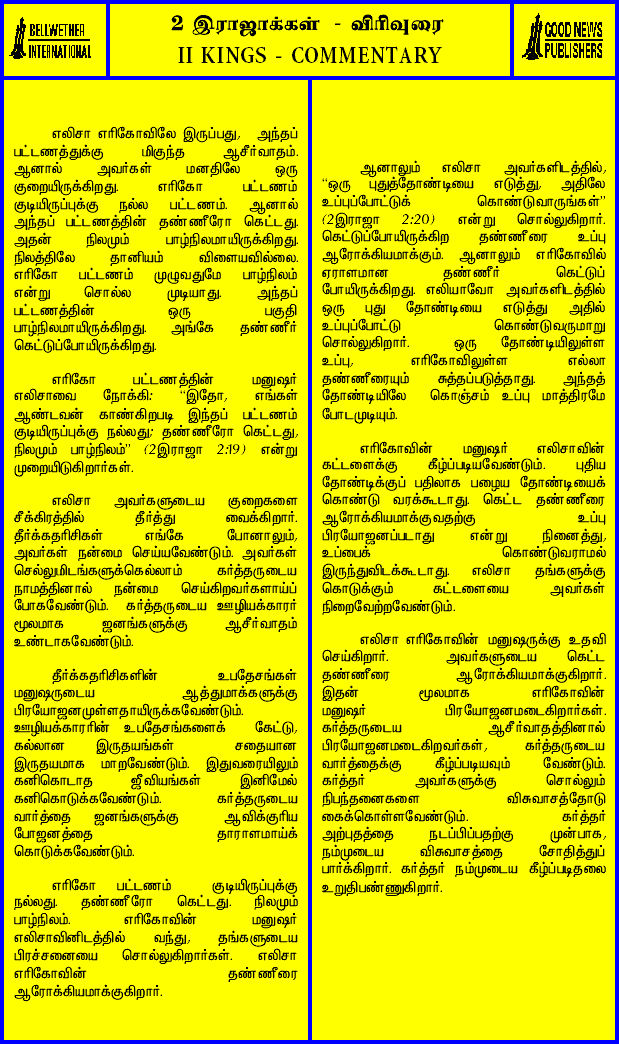 BELLWETHER
INTERNATIONAL
2 இராஜாக்கள் - விரிவுரை
II KINGS - COMMENTARY
GOOD NEWS
PUBLISHERS
எலிசா எரிகோவிலே இருப்பது, அந்தப்
பட்டணத்துக்கு மிகுந்த ஆசீர்வாதம்.
ஆனால் அவர்கள் மனதிலே ஒரு
குறையிருக்கிறது. எரிகோ பட்டணம்
குடியிருப்புக்கு நல்ல பட்டணம். ஆனால்
அந்தப் பட்டணத்தின் தண்ணீரோ கெட்டது.
அதன் நிலமும் பாழ்நிலமாயிருக்கிறது.
நிலத்திலே தானியம் விளையவில்லை.
எரிகோ பட்டணம் முழுவதுமே பாழ்நிலம்
என்று சொல்ல முடியாது. அந்தப்
பட்டணத்தின் ஒரு பகுதி
பாழ்நிலமாயிருக்கிறது. அங்கே தண்ணீர்
கெட்டுப்போயிருக்கிறது.
எரிகோ பட்டணத்தின் மனுஷர்
எலிசாவை நோக்கி: "இதோ, எங்கள்
ஆண்டவன் காண்கிறபடி இந்தப் பட்டணம்
குடியிருப்புக்கு நல்லது; தண்ணீரோ கெட்டது,
நிலமும் பாழ்நிலம்" (2இராஜா 2:19) என்று
முறையிடுகிறார்கள்.
எலிசா அவர்களுடைய குறைகளை
சீக்கிரத்தில் தீர்த்து வைக்கிறார்.
தீர்க்கதரிசிகள் எங்கே போனாலும்,
அவர்கள் நன்மை செய்யவேண்டும். அவர்கள்
செல்லுமிடங்களுக்கெல்லாம் கர்த்தருடைய
நாமத்தினால் நன்மை செய்கிறவர்களாய்ப்
போகவேண்டும். கர்த்தருடைய ஊழியக்காரர்
மூலமாக ஜனங்களுக்கு ஆசீர்வாதம்
உண்டாகவேண்டும்.
தீர்க்கதரிசிகளின் உபதேசங்கள்
மனுஷருடைய ஆத்துமாக்களுக்கு
பிரயோஜனமுள்ளதாயிருக்கவேண்டும்.
ஊழியக்காரரின் உபதேசங்களைக் கேட்டு,
கல்லான இருதயங்கள் சதையான
இருதயமாக மாறவேண்டும். இதுவரையிலும்
கனிகொடாத ஜீவியங்கள் இனிமேல்
கனிகொடுக்கவேண்டும். கர்த்தருடைய
வார்த்தை ஜனங்களுக்கு ஆவிக்குரிய
போஜனத்தை தாராளமாய்க்
கொடுக்கவேண்டும்.
எரிகோ பட்டணம் குடியிருப்புக்கு
நல்லது. தண்ணீரோ கெட்டது. நிலமும்
பாழ்நிலம். எரிகோவின் மனுஷர்
எலிசாவினிடத்தில் வந்து, தங்களுடைய
பிரச்சனையை சொல்லுகிறார்கள். எலிசா
எரிகோவின் தண்ணீரை
ஆரோக்கியமாக்குகிறார்.
ஆனாலும் எலிசா அவர்களிடத்தில்,
"ஒரு புதுத்தோண்டியை எடுத்து, அதிலே
உப்புப்போட்டுக் கொண்டுவாருங்கள்"
(2இராஜா 2:20) என்று சொல்லுகிறார்.
கெட்டுப்போயிருக்கிற தண்ணீரை உப்பு
ஆரோக்கியமாக்கும். ஆனாலும் எரிகோவில்
ஏராளமான தண்ணீர் கெட்டுப்
போயிருக்கிறது. எலியாவோ அவர்களிடத்தில்
ஒரு புது தோண்டியை எடுத்து அதில்
உப்புப்போட்டு கொண்டுவருமாறு
சொல்லுகிறார். ஒரு தோண்டியிலுள்ள
உப்பு, எரிகோவிலுள்ள எல்லா
தண்ணீரையும் சுத்தப்படுத்தாது. அந்தத்
தோண்டியிலே கொஞ்சம் உப்பு மாத்திரமே
போடமுடியும்.
எரிகோவின் மனுஷர் எலிசாவின்
கட்டளைக்கு கீழ்ப்படியவேண்டும். புதிய
தோண்டிக்குப் பதிலாக பழைய தோண்டியைக்
கொண்டு வரக்கூடாது. கெட்ட தண்ணீரை
ஆரோக்கியமாக்குவதற்கு உப்பு
பிரயோஜனப்படாது என்று நினைத்து,
உப்பைக் கொண்டுவராமல்
இருந்துவிடக்கூடாது. எலிசா தங்களுக்கு
கொடுக்கும் கட்டளையை அவர்கள்
நிறைவேற்றவேண்டும்.
எலிசா எரிகோவின் மனுஷருக்கு உதவி
செய்கிறார். அவர்களுடைய கெட்ட
தண்ணீரை ஆரோக்கியமாக்குகிறார்.
இதன் மூலமாக எரிகோவின்
மனுஷர் பிரயோஜனமடைகிறார்கள்.
கர்த்தருடைய ஆசீர்வாதத்தினால்
பிரயோஜனமடைகிறவர்கள், கர்த்தருடைய
வார்த்தைக்கு கீழ்ப்படியவும் வேண்டும்.
கர்த்தர் அவர்களுக்கு சொல்லும்
நிபந்தனைகளை விசுவாசத்தோடு
கைக்கொள்ளவேண்டும். கர்த்தர்
அற்புதத்தை நடப்பிப்பதற்கு முன்பாக,
நம்முடைய விசுவாசத்தை சோதித்துப்
பார்க்கிறார். கர்த்தர் நம்முடைய கீழ்ப்படிதலை
உறுதிபண்ணுகிறார்.